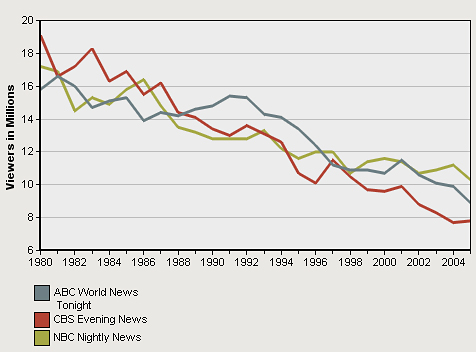 20
18
16
14
12
10
8
6
Viewers in Millions
1980 1982 1984 1986 1988 1990 1992 1994 1996 1998 2000 2002 2004
ABC World News
Tonight
CBS Evening News
NBC Nightly News